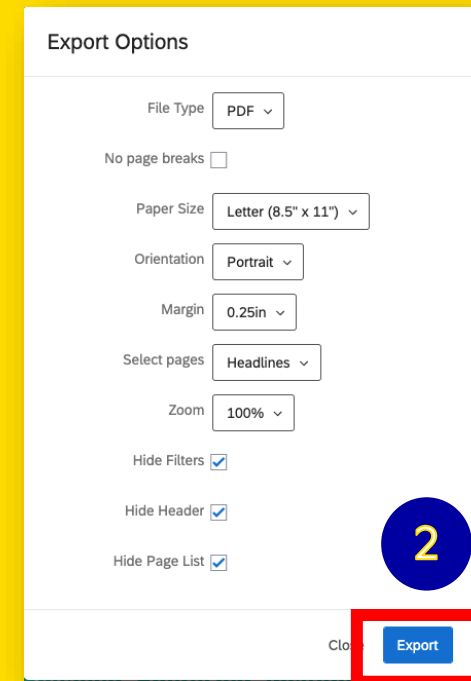 Export Options
File Type PDF
No page breaks
Paper Size Letter (8.5" x 11")
Orientation Portrait
Margin 0.25in
Select pages Headlines
Zoom 100%
Hide Filters
Hide Header
2
Hide Page List
Export